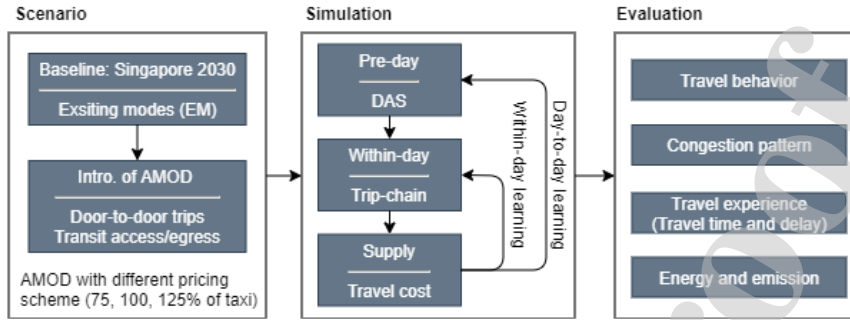 Scenario
Baseline: Singapore 2030
Exsiting modes (EM)
Intro. of AMOD
Door-to-door trips
Transit access/egress
AMOD with different pricing
scheme (75, 100, 125% of taxi)
Simulation
Pre-day
DAS
Within-day
Trip-chain
Supply
Travel cost
Within-day learning
Day-to-day learning
Evaluation
Travel behavior
Congestion pattern
Travel experience
(Travel time and delay)
Energy and emission